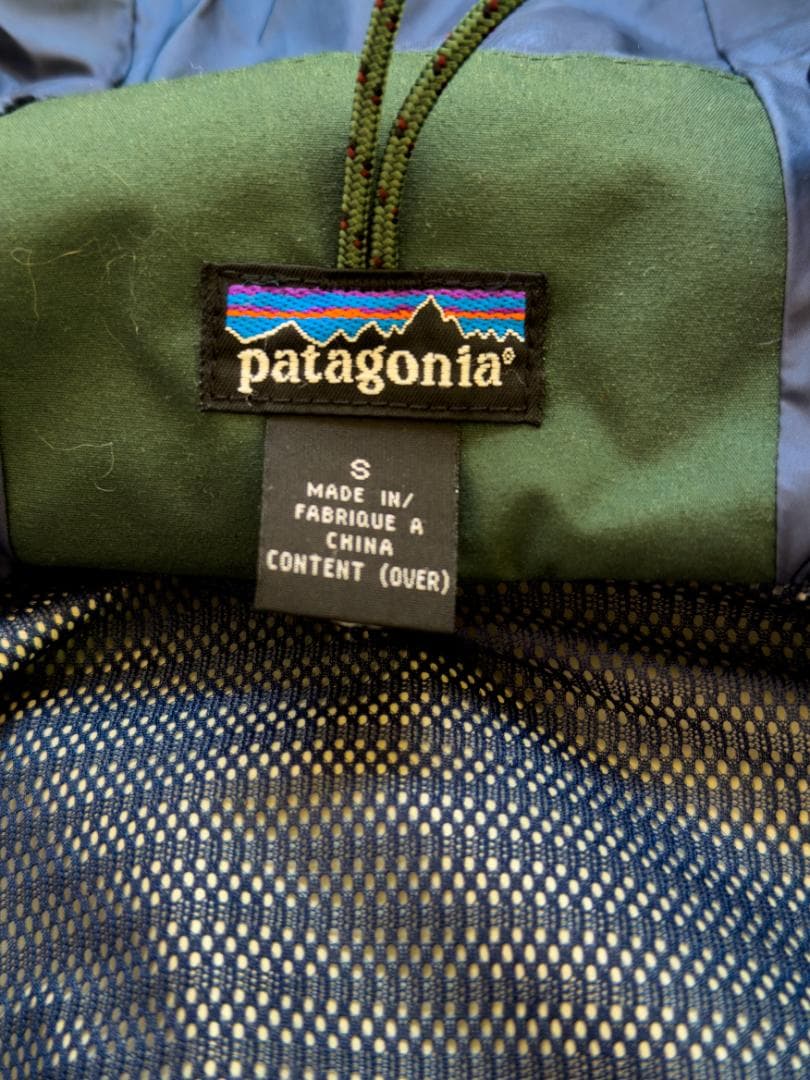 patagonia®
S
MADE IN/
FABRIQUE A
CHINA
CONTENT (OVER)